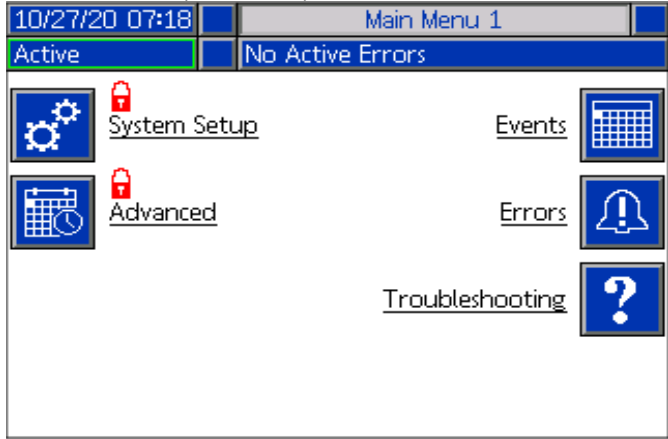 10/27/20 07:18 Main Menu 1
Active No Active Errors
System Setup Events
Advanced Errors
Troubleshooting
?